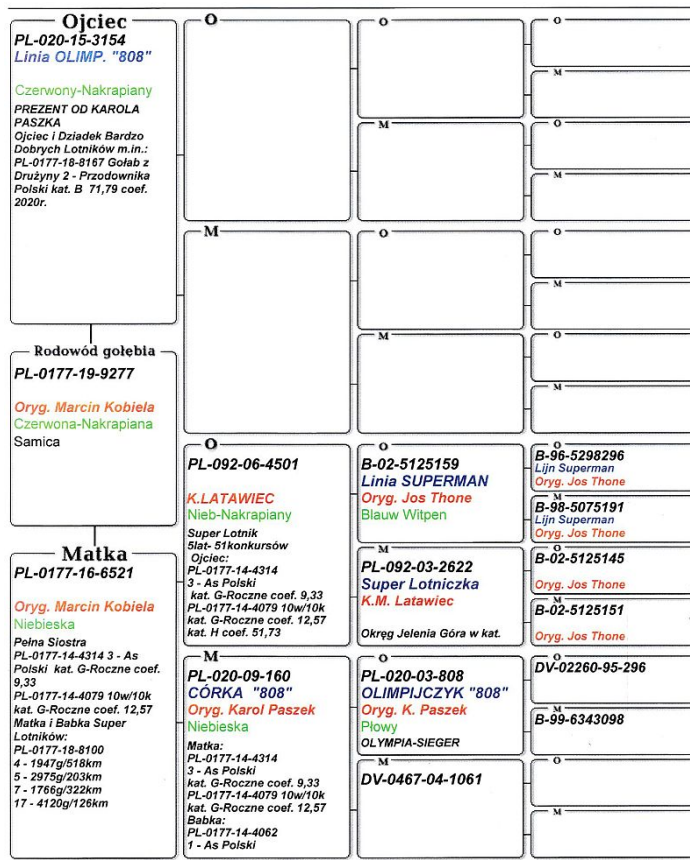 Ojciec
PL-020-15-3154
Linia OLIMP. "808"
Czerwony-Nakrapiany
PREZENT OD KAROLA
PASZKA
Ojciec i Dziadek Bardzo
Dobrych Lotników m.in.:
PL-0177-18-8167 Gołab z
Drużyny 2 - Przodownika
Polski kat. B 71,79 coef.
2020r.
Rodowód gołębia
PL-0177-19-9277
Oryg. Marcin Kobiela
Czerwona-Nakrapiana
Samica
Matka
PL-0177-16-6521
Oryg. Marcin Kobiela
Niebieska
Pełna Siostra
PL-0177-14-4314 3 - As
Polski kat. G-Roczne coef.
9,33
PL-0177-14-4079 10w/10k
kat. G-Roczne coef. 12,57
Matka i Babka Super
Lotników:
PL-0177-18-8100
4 - 1947g/518km
5 - 2975g/203km
7 - 1766g/322km
17 - 4120g/126km
O
M
O
PL-092-06-4501
K.LATAWIEC
Nieb-Nakrapiany
Super Lotnik
5lat- 51konkursów
Ojciec:
PL-0177-14-4314
3 - As Polski
kat. G-Roczne coef. 9,33
PL-0177-14-4079 10w/10k
kat. G-Roczne coef. 12,57
kat. H coef. 51,73
M
PL-020-09-160
CÓRKA "808"
Oryg. Karol Paszek
Niebieska
Matka:
PL-0177-14-4314
3 - As Polski
kat. G-Roczne coef. 9,33
PL-0177-14-4079 10w/10k
kat. G-Roczne coef. 12,57
Babka:
PL-0177-14-4062
1 - As Polski
O
M
O
M
O
B-02-5125159
Linia SUPERMAN
Oryg. Jos Thone
Blauw Witpen
M
PL-092-03-2622
Super Lotniczka
K.M. Latawiec
Okręg Jelenia Góra w kat.
O
PL-020-03-808
OLIMPIJCZYK "808"
Oryg. K. Paszek
Płowy
OLYMPIA-SIEGER
M
DV-0467-04-1061
O
M
O
M
O
M
O
M
O
B-96-5298296
Lijn Superman
Oryg. Jos Thone
M
B-98-5075191
Lijn Superman
Oryg. Jos Thone
O
B-02-5125145
Oryg. Jos Thone
M
B-02-5125151
Oryg. Jos Thone
O
DV-02260-95-296
M
B-99-6343098
O
M